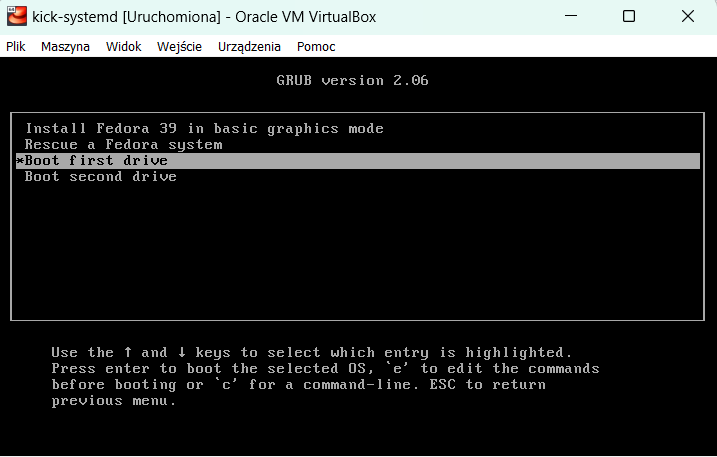 kick-systemd [Uruchomiona] - Oracle VM VirtualBox
Plik Maszyna Widok Wejście Urządzenia Pomoc
GRUB version 2.06
Install Fedora 39 in basic graphics mode
Rescue a Fedora system
*Boot first drive
Boot second drive
Use the ↑ and ↓ keys to select which entry is highlighted.
Press enter to boot the selected OS, `e' to edit the commands
before booting or `c' for a command-line. ESC to return
previous menu.